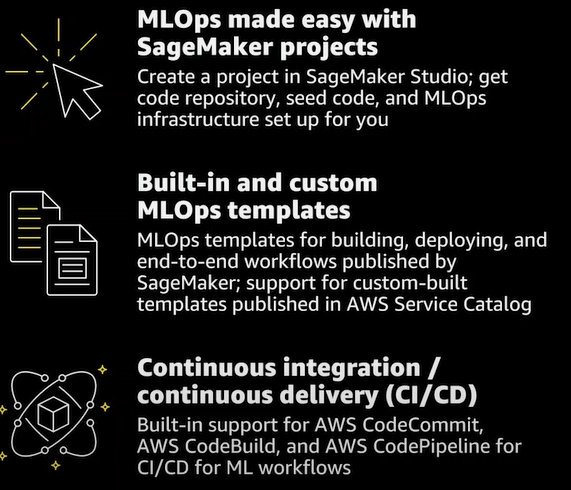 MLOps made easy with
SageMaker projects
Create a project in SageMaker Studio; get
code repository, seed code, and MLOps
infrastructure set up for you
Built-in and custom
MLOps templates
MLOps templates for building, deploying, and
end-to-end workflows published by
SageMaker; support for custom-built
templates published in AWS Service Catalog
Continuous integration /
continuous delivery (CI/CD)
Built-in support for AWS CodeCommit,
AWS CodeBuild, and AWS CodePipeline for
CI/CD for ML workflows